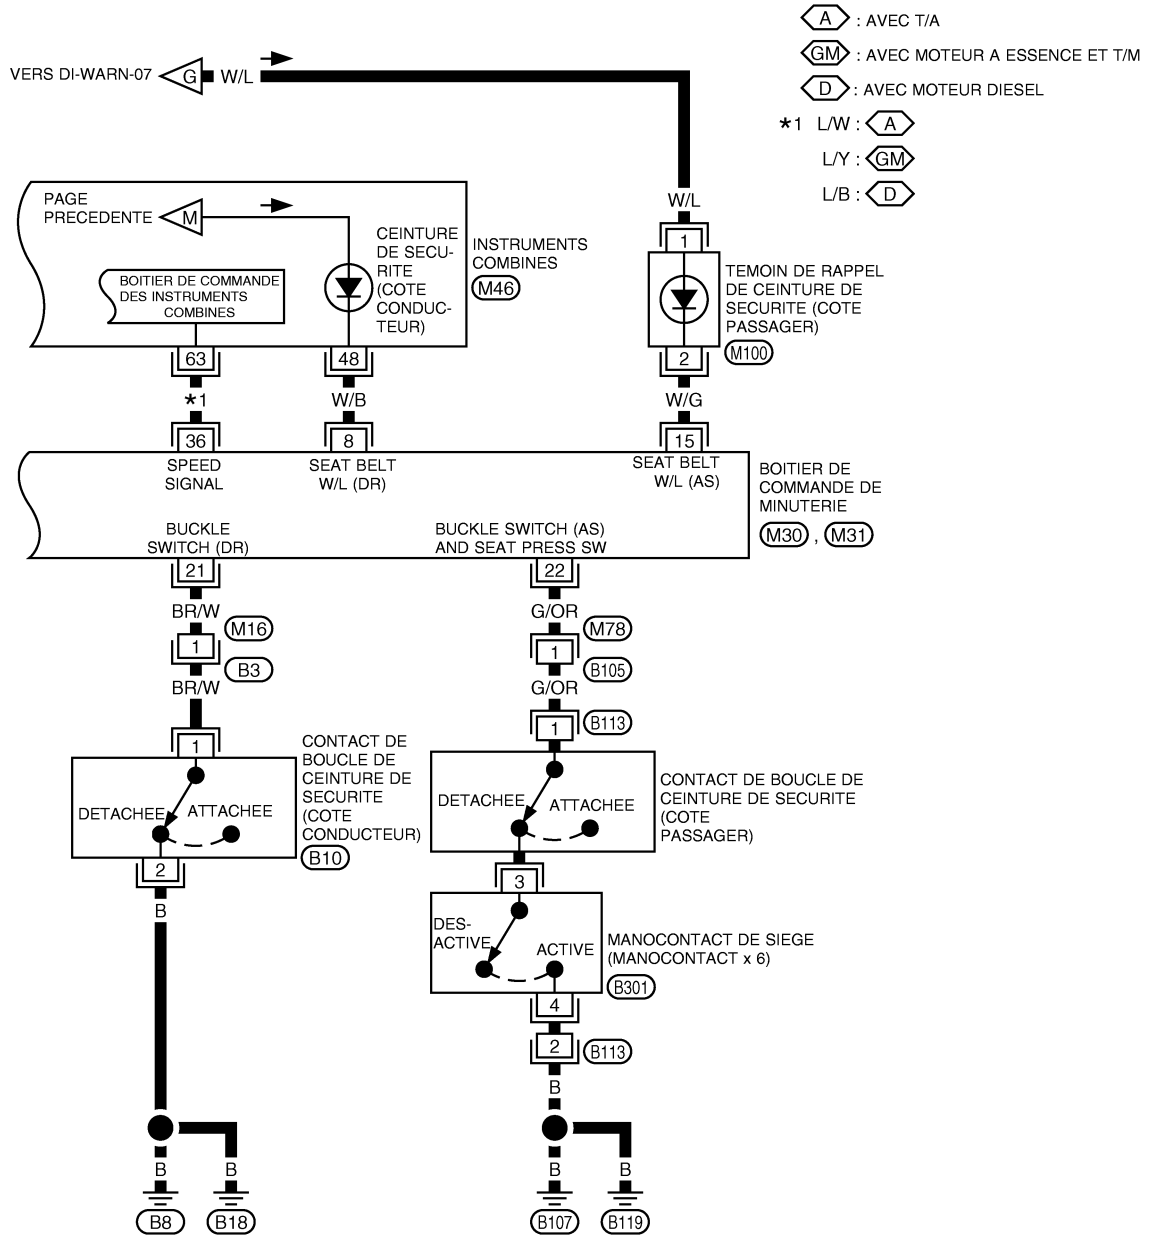 A : AVEC T/A
GM : AVEC MOTEUR A ESSENCE ET T/M
D : AVEC MOTEUR DIESEL
*1 L/W : A
L/Y : GM
L/B : D
VERS DI-WARN-07 G W/L
W/L
1
PAGE
PRECEDENTE M
CEINTURE
DE SECU-
RITE
(COTE
CONDUC-
TEUR)
INSTRUMENTS
COMBINES
M46
BOITIER DE COMMANDE
DES INSTRUMENTS
COMBINES
TEMOIN DE RAPPEL
DE CEINTURE DE
SECURITE (COTE
PASSAGER)
M100
63 48 2
*1 W/B W/G
36 8 15
SPEED
SIGNAL
SEAT BELT
W/L (DR)
SEAT BELT
W/L (AS)
BOITIER DE
COMMANDE DE
MINUTERIE
M30 , M31
BUCKLE
SWITCH (DR)
BUCKLE SWITCH (AS)
AND SEAT PRESS SW
21 22
BR/W G/OR
M16 M78
1 1
B3 B105
BR/W G/OR
1 1 B113
CONTACT DE
BOUCLE DE
CEINTURE DE
SECURITE
(COTE
CONDUCTEUR)
B10
DETACHEE ATTACHEE
DETACHEE ATTACHEE
CONTACT DE BOUCLE DE
CEINTURE DE SECURITE
(COTE
PASSAGER)
2 3
B
DES-
ACTIVE
ACTIVE
MANOCONTACT DE SIEGE
(MANOCONTACT x 6)
B301
4
2 B113
B
B B B B
B8 B18 B107 B119